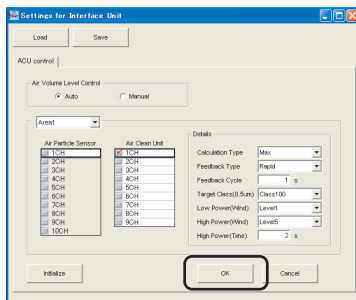 Settings for Interface Unit
Load Save
ACU control
Air Volume Level Control
Auto Manual
Area1
Air Particle Sensor Air Clean Unit
1CH 1CH
2CH 2CH
3CH 3CH
4CH 4CH
5CH 5CH
6CH 6CH
7CH 7CH
8CH 8CH
9CH 9CH
10CH
Details
Calculation Type Max
Feedback Type Rapid
Feedback Cycle 1 s
Target Class(0.5um) Class100
Low Power(Wind) Level1
High Power(Wind) Level5
High Power(Time) 2 s
Initialize OK Cancel